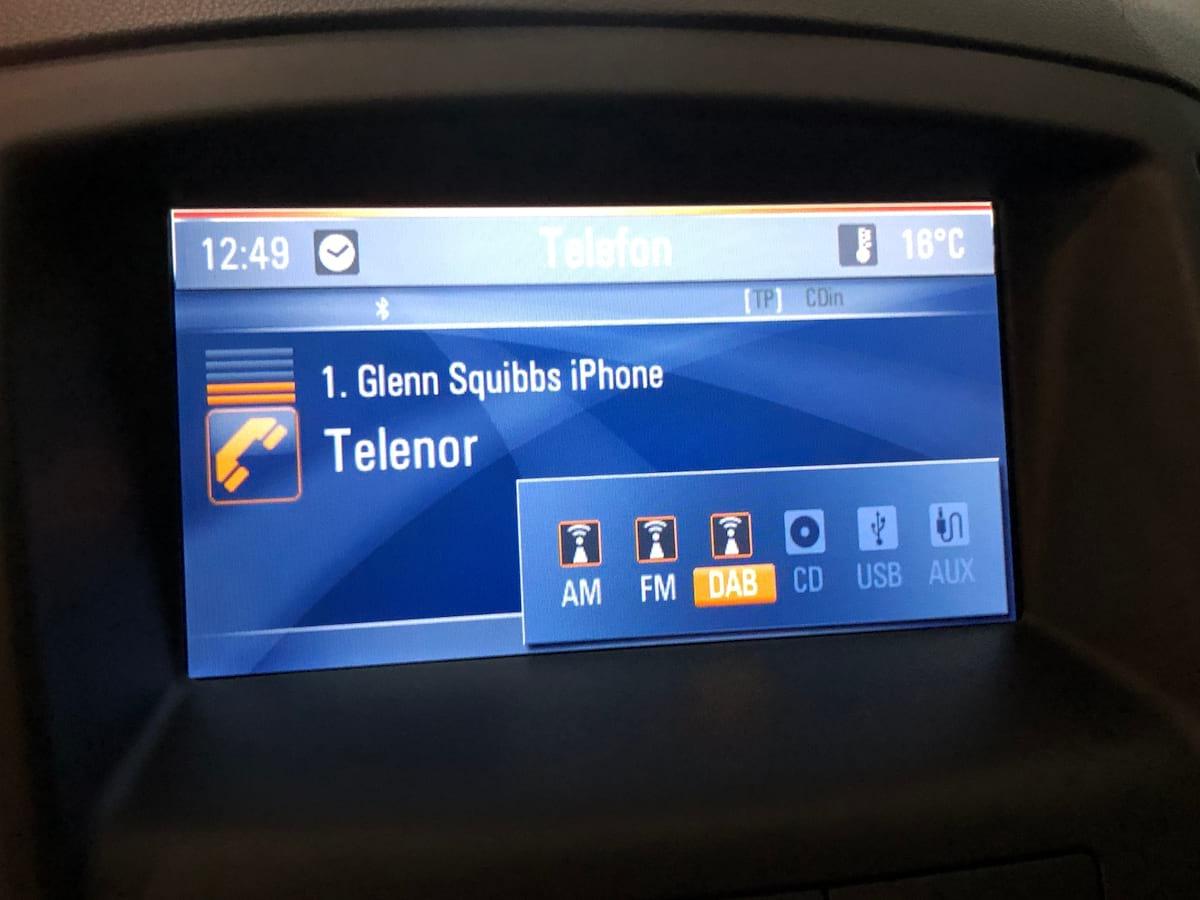 12:49 Telefon 16°C
[TP] CDin
1. Glenn Squibbs iPhone
Telenor
AM FM DAB CD USB AUX